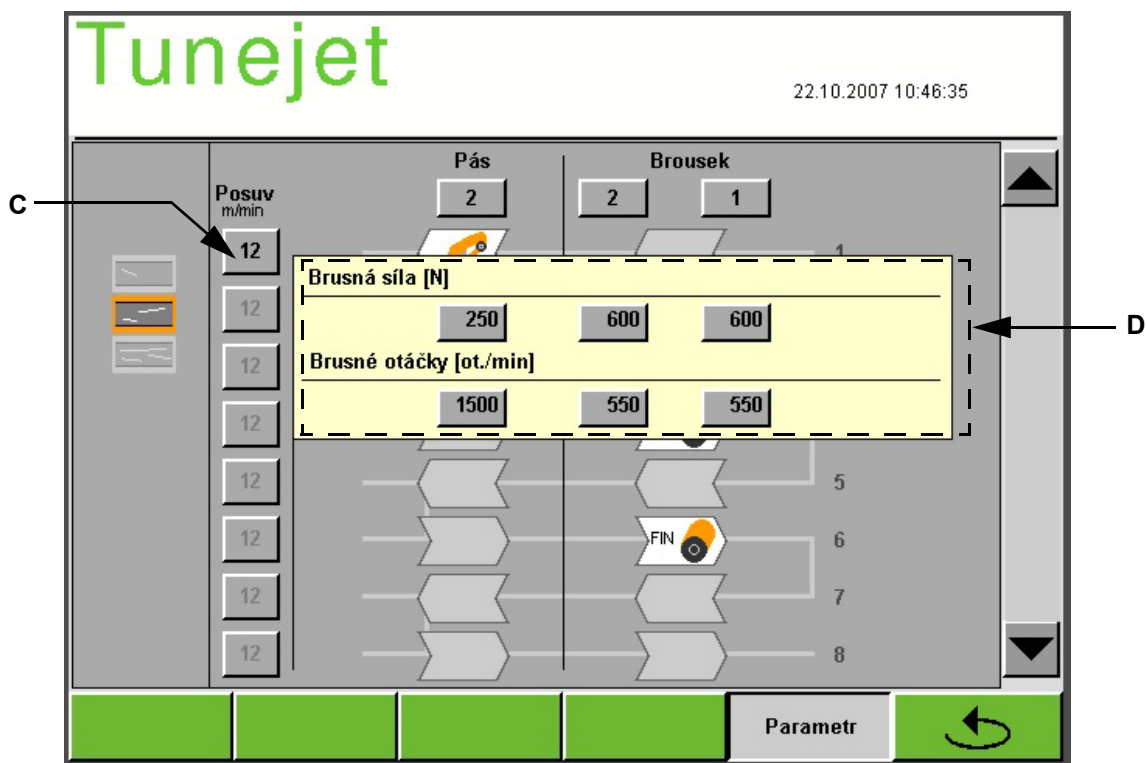 Tunejet
22.10.2007 10:46:35
Pás Brousek
Posuv 2 2 1
m/min
C
12 1
Brusná síla [N]
12 250 600 600
D
12 Brusné otáčky [ot./min]
12 1500 550 550
12 5
12 FIN 6
12 7
12 8
Parametr